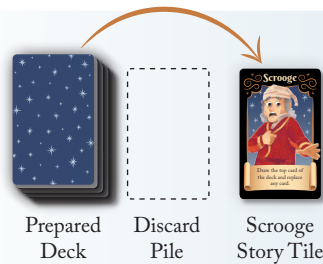 Scrooge
Draw the top card of
the deck and replace
any card.
Prepared
Deck
Discard
Pile
Scrooge
Story Tile